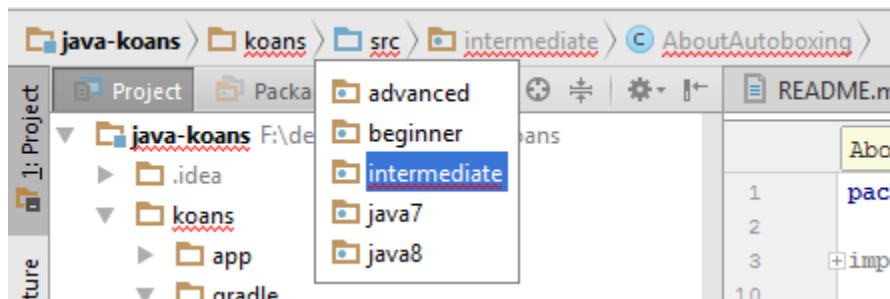 java-koans koans src intermediate C AboutAutoboxing
1: Project
Project Packa
README.m
advanced
beginner
intermediate
java7
java8
java-koans F:\de ans
.idea
koans
app
gradle
Abo
1 pac
2
3 imp
10
ture